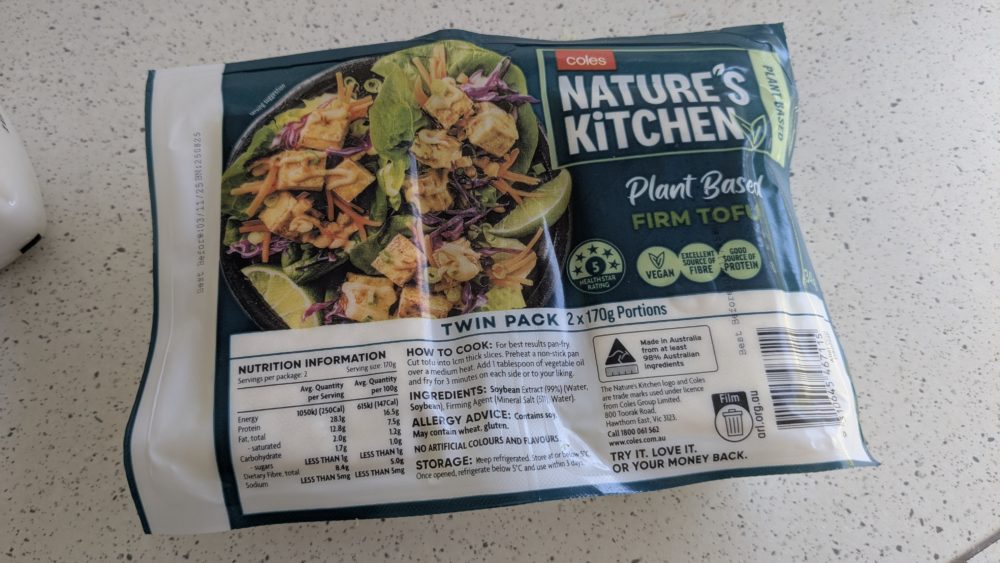 Serving suggestion
Best Before:03/11/25BN:250825
coles
NATURE'S
KiTCHEN
PLANT BASED
Plant Based
FIRM TOFU
5
HEALTH STAR
RATING
VEGAN
EXCELLENT
SOURCE OF
FIBRE
GOOD
SOURCE OF
PROTEIN
TWIN PACK 2 x 170g Portions
NUTRITION INFORMATION
Servings per package: 2 Serving size: 170g
Avg. Quantity per Serving Avg. Quantity per 100g
Energy 1050kJ (250Cal) 615kJ (147Cal)
Protein 28.1g 16.5g
Fat, total 12.8g 7.5g
- saturated 2.0g 1.2g
Carbohydrate 1.7g 1.0g
sugars LESS THAN 1g LESS THAN 1g
Dietary Fibre, total 8.4g 5.0g
Sodium LESS THAN 5mg LESS THAN 5mg
HOW TO COOK: For best results pan-fry.
Cut tofu into 1cm thick slices. Preheat a non-stick pan
over a medium heat. Add 1 tablespoon of vegetable oil
and fry for 3 minutes on each side or to your liking.
INGREDIENTS: Soybean Extract (99%) (Water,
Soybean), Firming Agent (Mineral Salt (511), Water).
ALLERGY ADVICE: Contains soy.
May contain wheat, gluten.
NO ARTIFICIAL COLOURS AND FLAVOURS.
STORAGE: Keep refrigerated. Store at or below 5°C.
Once opened, refrigerate below 5°C and use within 3 days.
Made in Australia
from at least
98% Australian
ingredients
The Nature's Kitchen logo and Coles
are trade marks used under licence
from Coles Group Limited.
800 Toorak Road,
Hawthorn East, Vic 3123.
Call 1800 061 562
www.coles.com.au
TRY IT. LOVE IT.
OR YOUR MONEY BACK.
Film
arl.org.au
Best Before